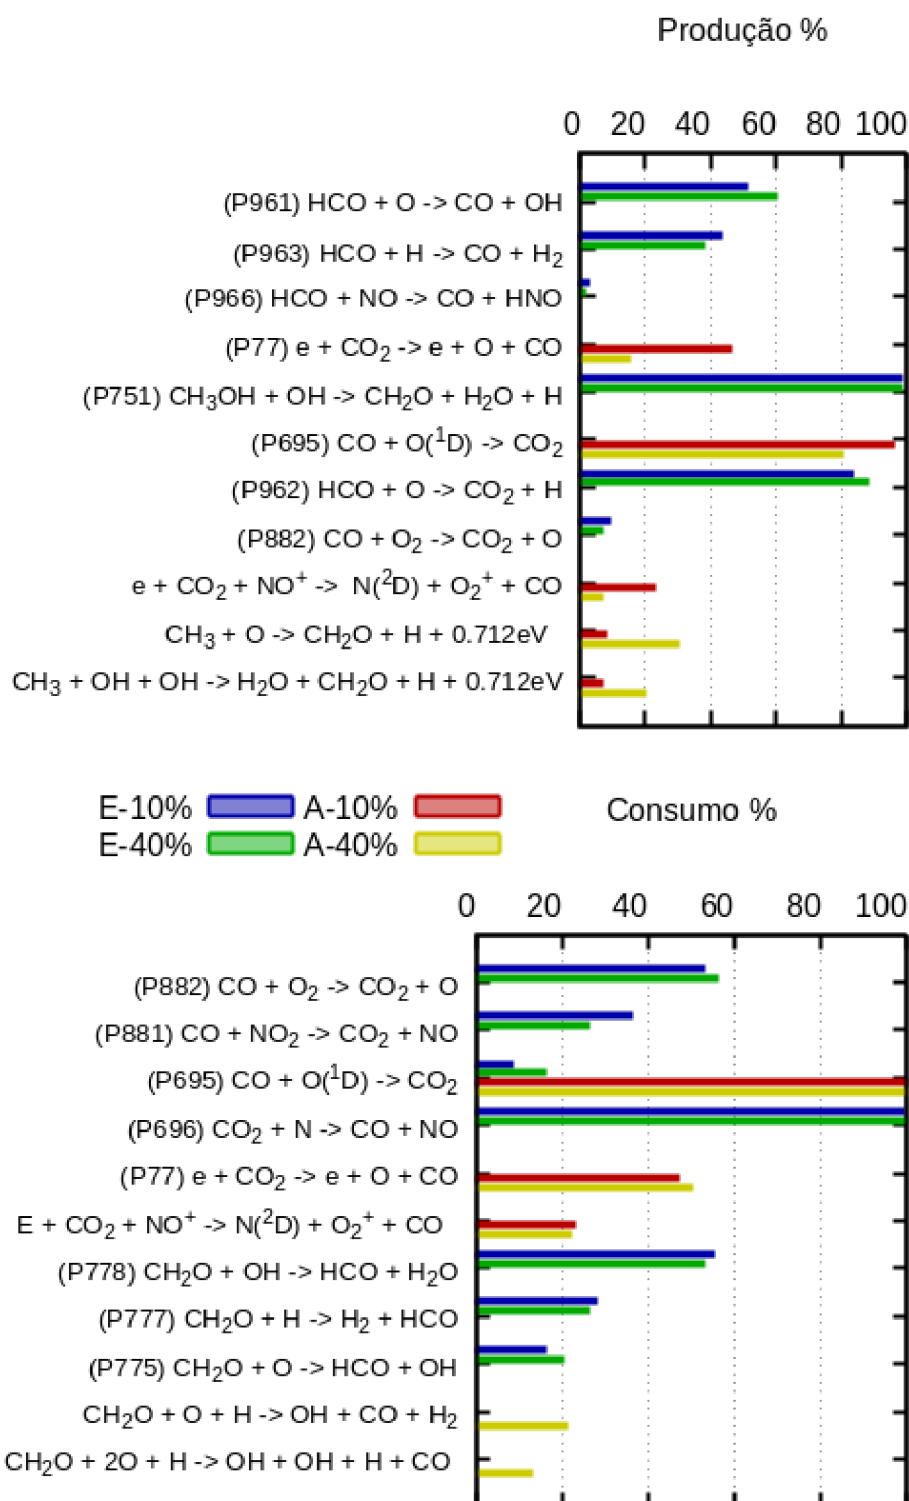 Produção %
0 20 40 60 80 100
(P961) HCO + O -> CO + OH
(P963) HCO + H -> CO + H₂
(P966) HCO + NO -> CO + HNO
(P77) e + CO₂ -> e + O + CO
(P751) CH₃OH + OH -> CH₂O + H₂O + H
(P695) CO + O(¹D) -> CO₂
(P962) HCO + O -> CO₂ + H
(P882) CO + O₂ -> CO₂ + O
e + CO₂ + NO⁺ -> N(²D) + O₂⁺ + CO
CH₃ + O -> CH₂O + H + 0.712eV
CH₃ + OH + OH -> H₂O + CH₂O + H + 0.712eV
E-10% A-10% Consumo %
E-40% A-40%
0 20 40 60 80 100
(P882) CO + O₂ -> CO₂ + O
(P881) CO + NO₂ -> CO₂ + NO
(P695) CO + O(¹D) -> CO₂
(P696) CO₂ + N -> CO + NO
(P77) e + CO₂ -> e + O + CO
E + CO₂ + NO⁺ -> N(²D) + O₂⁺ + CO
(P778) CH₂O + OH -> HCO + H₂O
(P777) CH₂O + H -> H₂ + HCO
(P775) CH₂O + O -> HCO + OH
CH₂O + O + H -> OH + CO + H₂
CH₂O + 2O + H -> OH + OH + H + CO